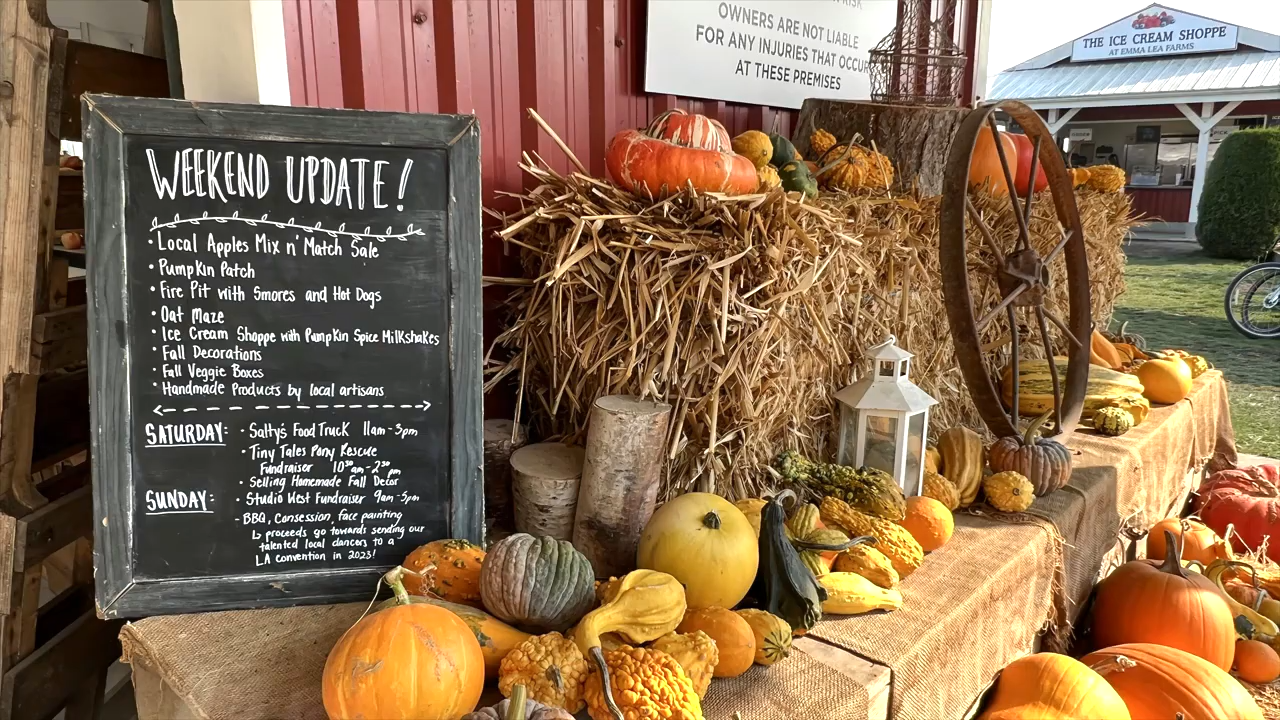 WEEKEND UPDATE!
• Local Apples Mix n' Match Sale
• Pumpkin Patch
• Fire Pit with Smores and Hot Dogs
• Oat Maze
• Ice Cream Shoppe with Pumpkin Spice Milkshakes
• Fall Decorations
• Fall Veggie Boxes
• Handmade Products by local artisans
SATURDAY: • Salty's Food Truck 11am-3pm
• Tiny Tales Pony Rescue
Fundraiser 10³⁰am-2³⁰pm
• Selling Homemade Fall Decor
SUNDAY: • Studio West Fundraiser 9am-5pm
- BBQ, Consession, face painting
↳ proceeds go towards sending our
talented local dancers to a
LA convention in 2023!
RISK
OWNERS ARE NOT LIABLE
FOR ANY INJURIES THAT OCCUR
AT THESE PREMISES
THE ICE CREAM SHOPPE
AT EMMA LEA FARMS